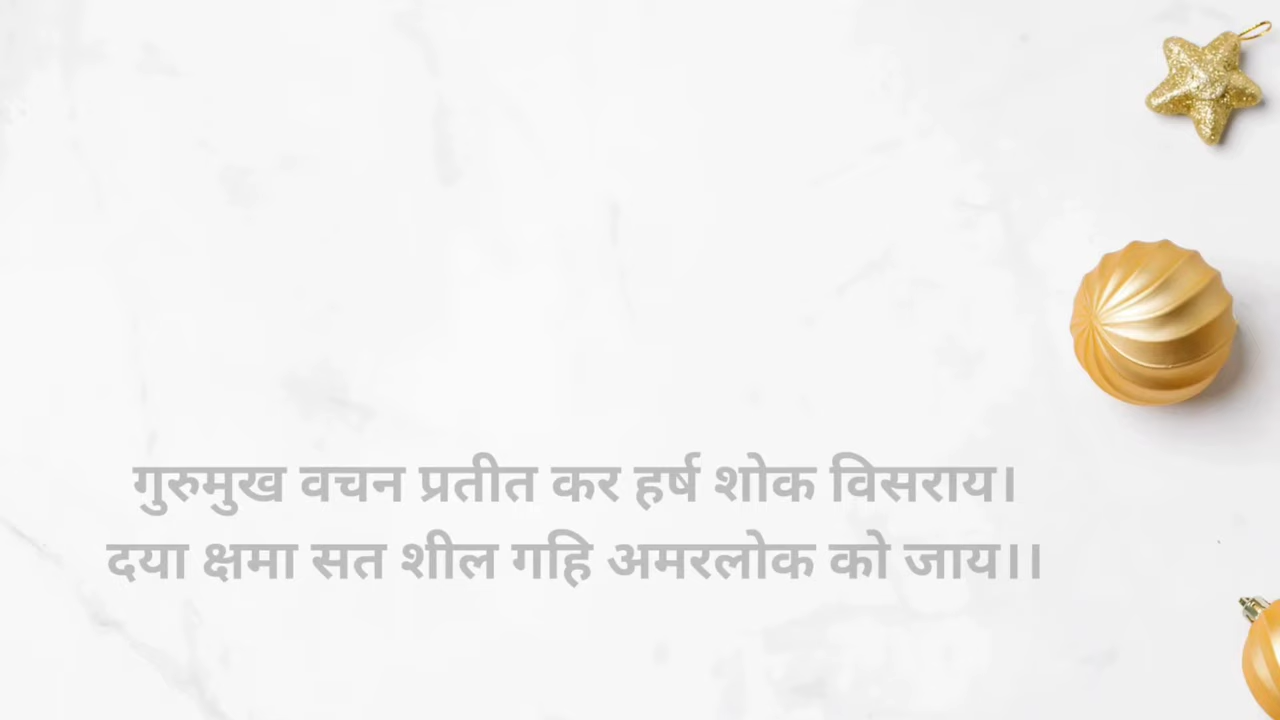 गुरुमुख वचन प्रतीत कर हर्ष शोक विसराय।
दया क्षमा सत शील गहि अमरलोक को जाय।।